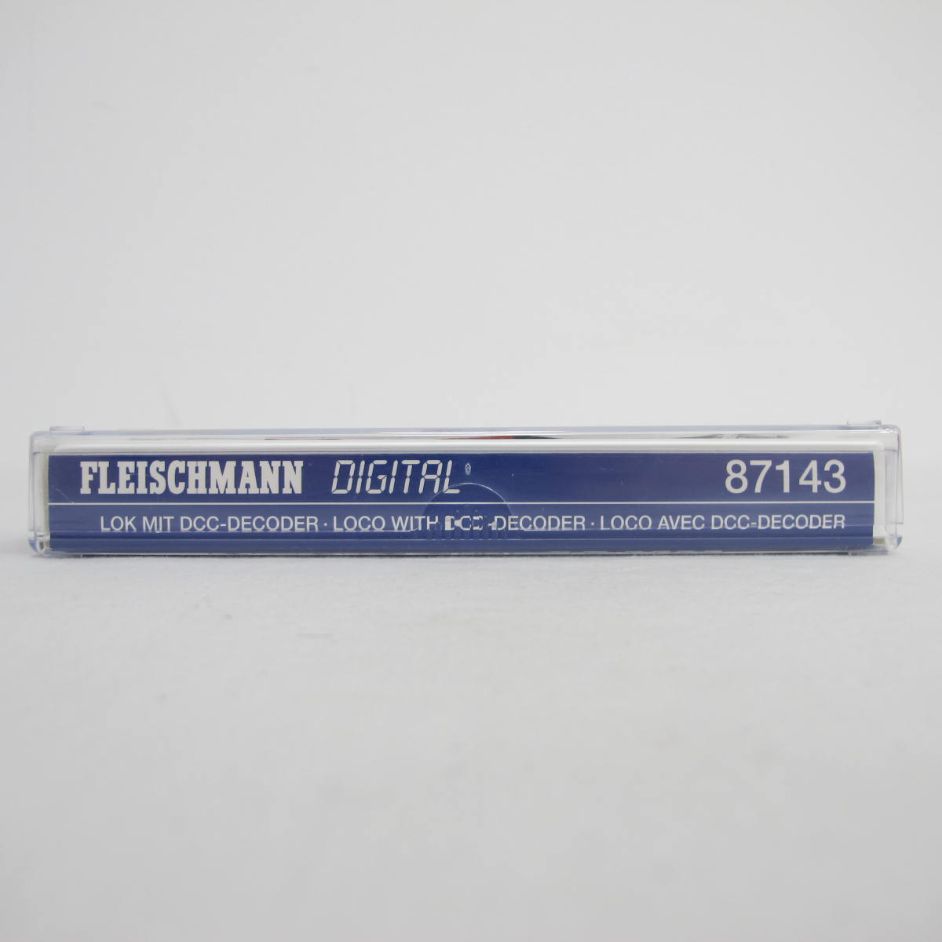 FLEISCHMANN DIGITAL® 87143
LOK MIT DCC-DECODER · LOCO WITH DCC-DECODER · LOCO AVEC DCC-DECODER